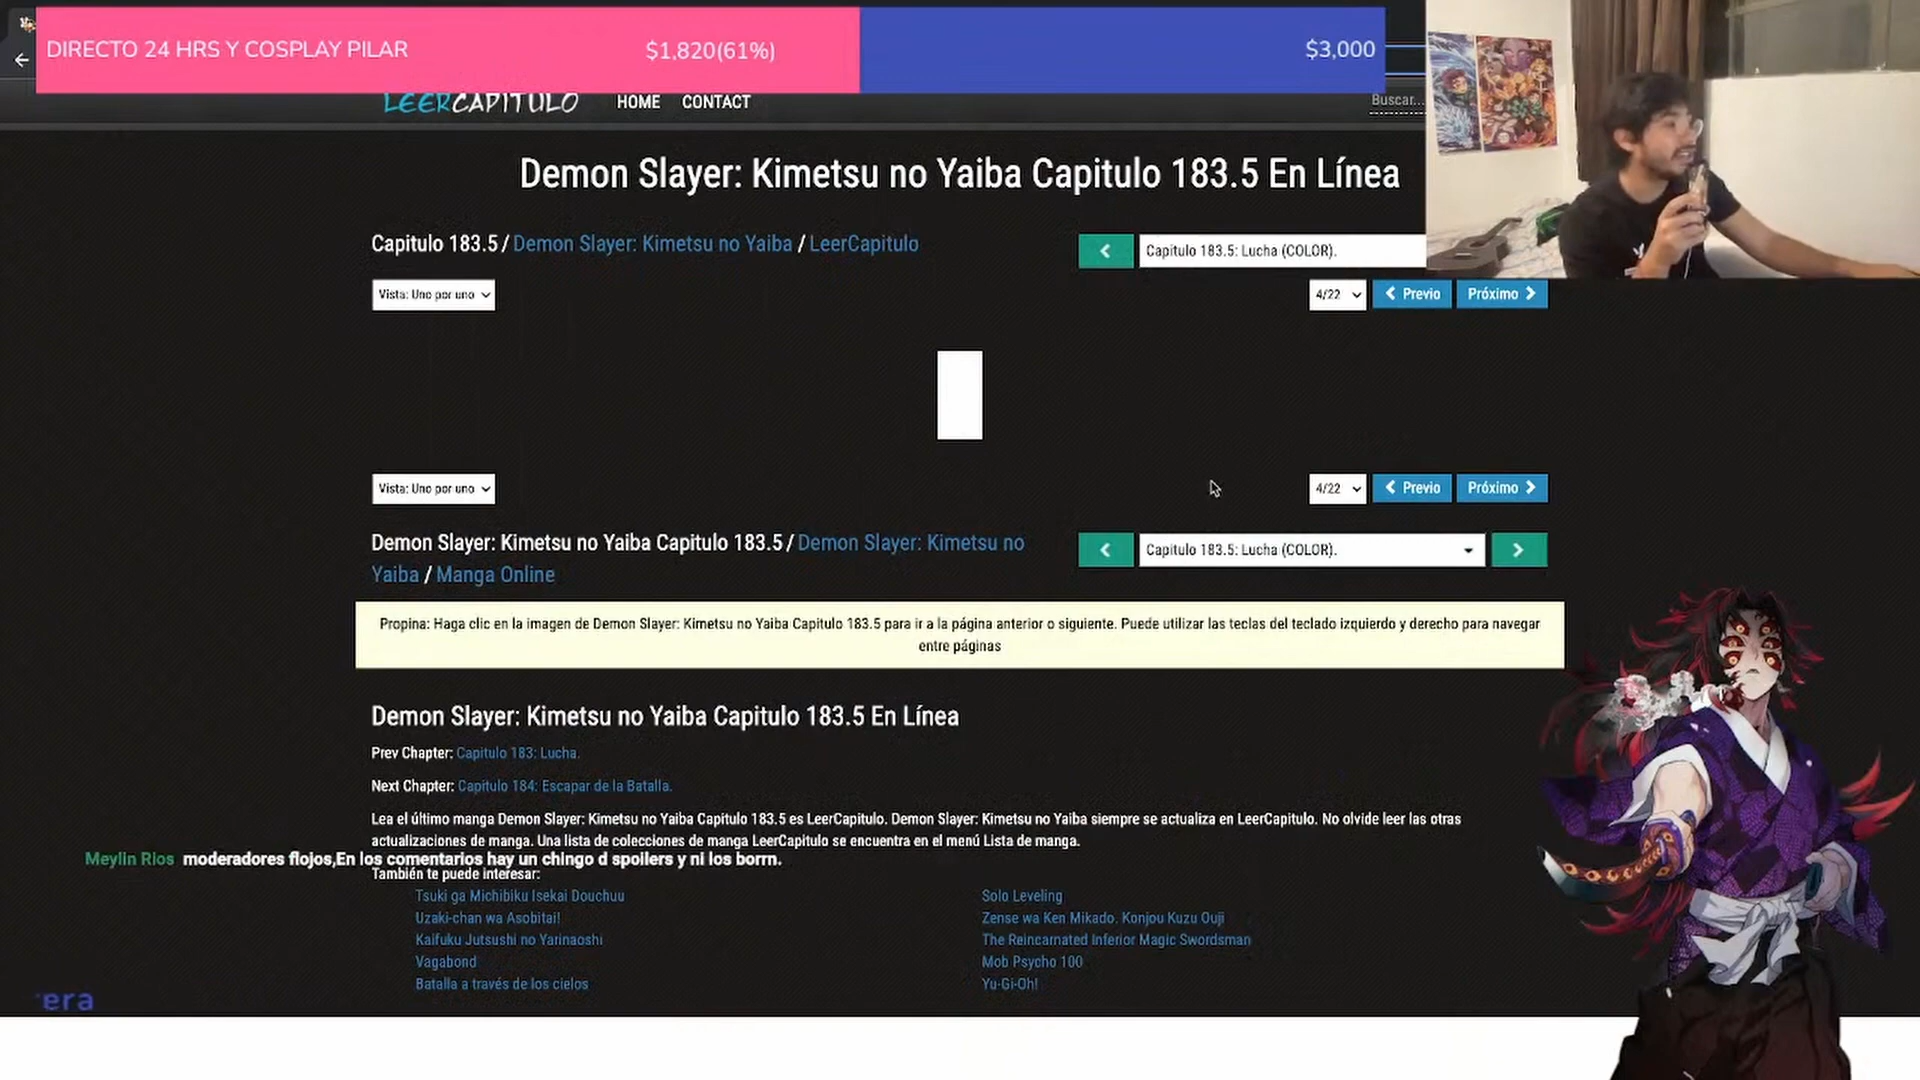 DIRECTO 24 HRS Y COSPLAY PILAR
$1,820(61%)
$3,000
LEERCAPITULO
HOME
CONTACT
Buscar...
Demon Slayer: Kimetsu no Yaiba Capitulo 183.5 En Línea
Capitulo 183.5 / Demon Slayer: Kimetsu no Yaiba / LeerCapitulo
Capitulo 183.5: Lucha (COLOR).
Vista: Uno por uno
4/22
Previo
Próximo
Vista: Uno por uno
4/22
Previo
Próximo
Demon Slayer: Kimetsu no Yaiba Capitulo 183.5 / Demon Slayer: Kimetsu no
Yaiba / Manga Online
Capitulo 183.5: Lucha (COLOR).
Propina: Haga clic en la imagen de Demon Slayer: Kimetsu no Yaiba Capitulo 183.5 para ir a la página anterior o siguiente. Puede utilizar las teclas del teclado izquierdo y derecho para navegar
entre páginas
Demon Slayer: Kimetsu no Yaiba Capitulo 183.5 En Línea
Prev Chapter: Capitulo 183: Lucha.
Next Chapter: Capitulo 184: Escapar de la Batalla.
Lea el último manga Demon Slayer: Kimetsu no Yaiba Capitulo 183.5 es LeerCapitulo. Demon Slayer: Kimetsu no Yaiba siempre se actualiza en LeerCapitulo. No olvide leer las otras
actualizaciones de manga. Una lista de colecciones de manga LeerCapitulo se encuentra en el menú Lista de manga.
Meylin Rios moderadores flojos,En los comentarios hay un chingo d spoilers y ni los borrn.
También te puede interesar:
Tsuki ga Michibiku Isekai Douchuu
Solo Leveling
Uzaki-chan wa Asobitai!
Zense wa Ken Mikado. Konjou Kuzu Ouji
Kaifuku Jutsushi no Yarinaoshi
The Reincarnated Inferior Magic Swordsman
Vagabond
Mob Psycho 100
Batalla a través de los cielos
Yu-Gi-Oh!
era